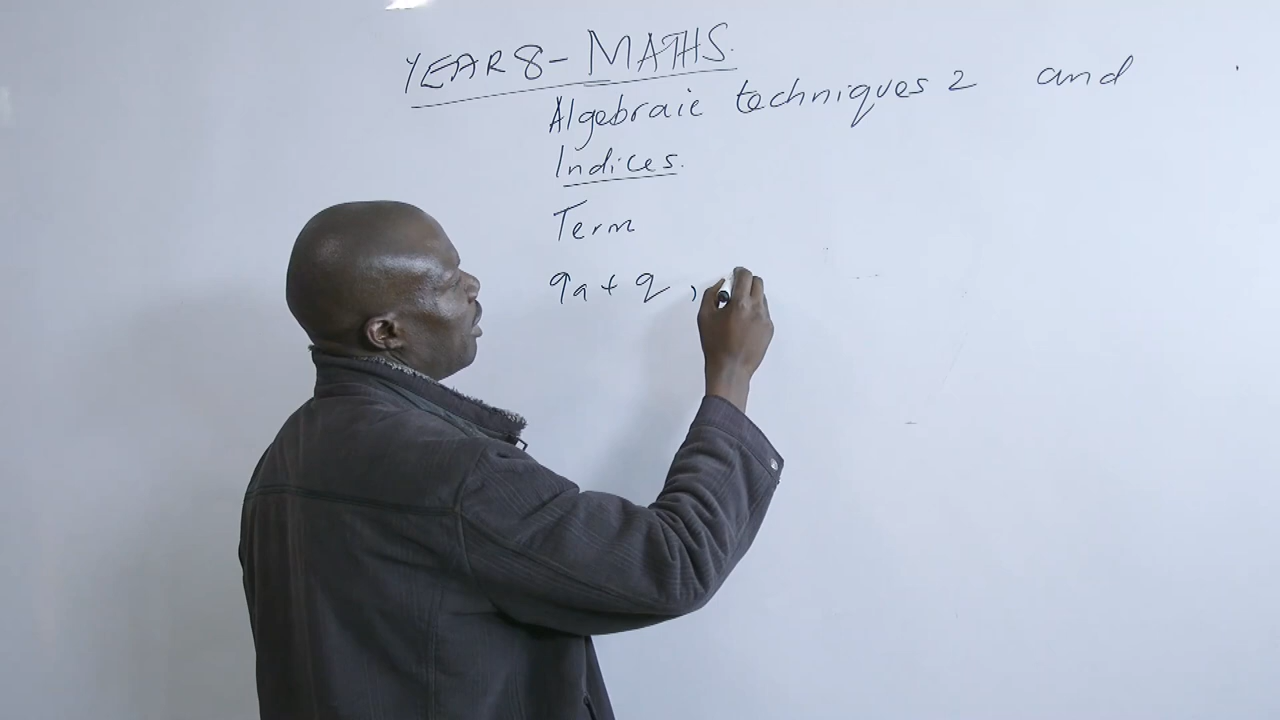 YEAR 8 - MATHS.
Algebraic techniques 2 and
Indices.
Term
9a + 9 ,